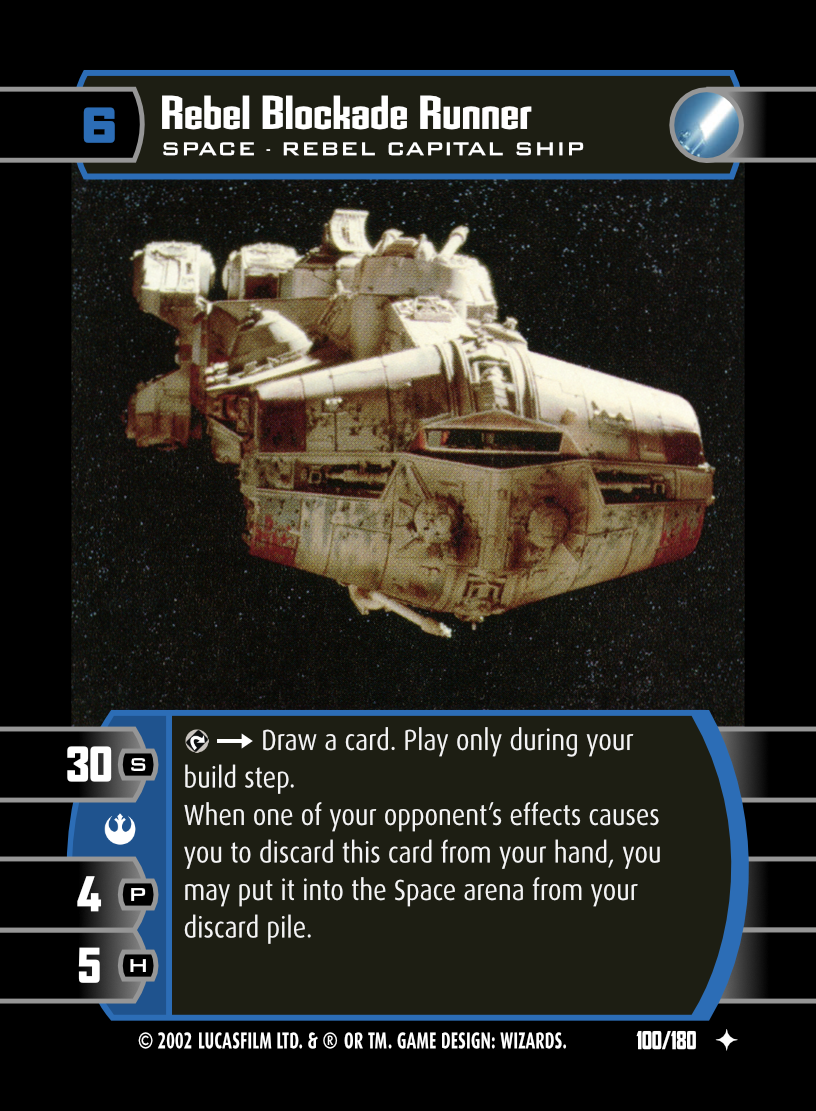 6
Rebel Blockade Runner
SPACE · REBEL CAPITAL SHIP
30 S
4 P
5 H
→ Draw a card. Play only during your
build step.
When one of your opponent’s effects causes
you to discard this card from your hand, you
may put it into the Space arena from your
discard pile.
© 2002 LUCASFILM LTD. & ® OR TM. GAME DESIGN: WIZARDS.
100/180